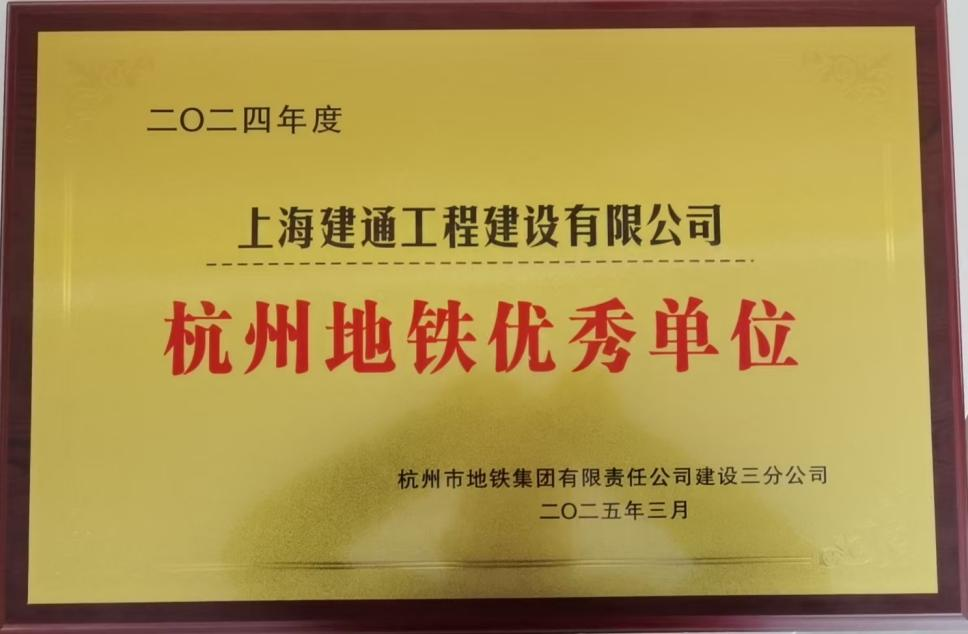 二〇二四年度
上海建通工程建设有限公司
杭州地铁优秀单位
杭州市地铁集团有限责任公司建设三分公司
二〇二五年三月